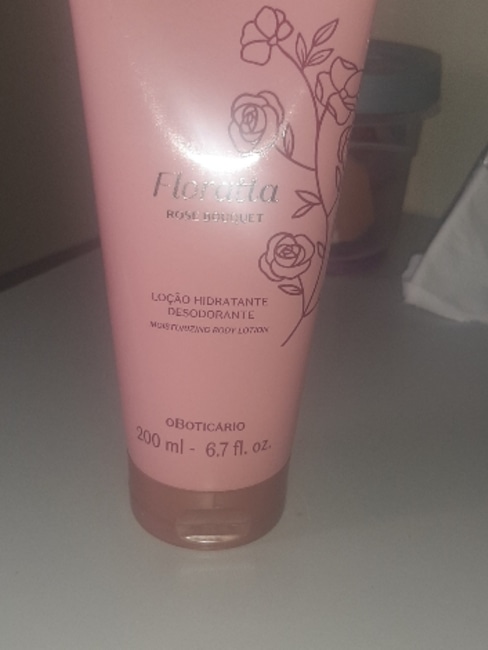 Floratta
ROSE BOUQUET
LOÇÃO HIDRATANTE
DESODORANTE
MOISTURIZING BODY LOTION
oBOTICÁRIO
200 ml - 6.7 fl. oz.